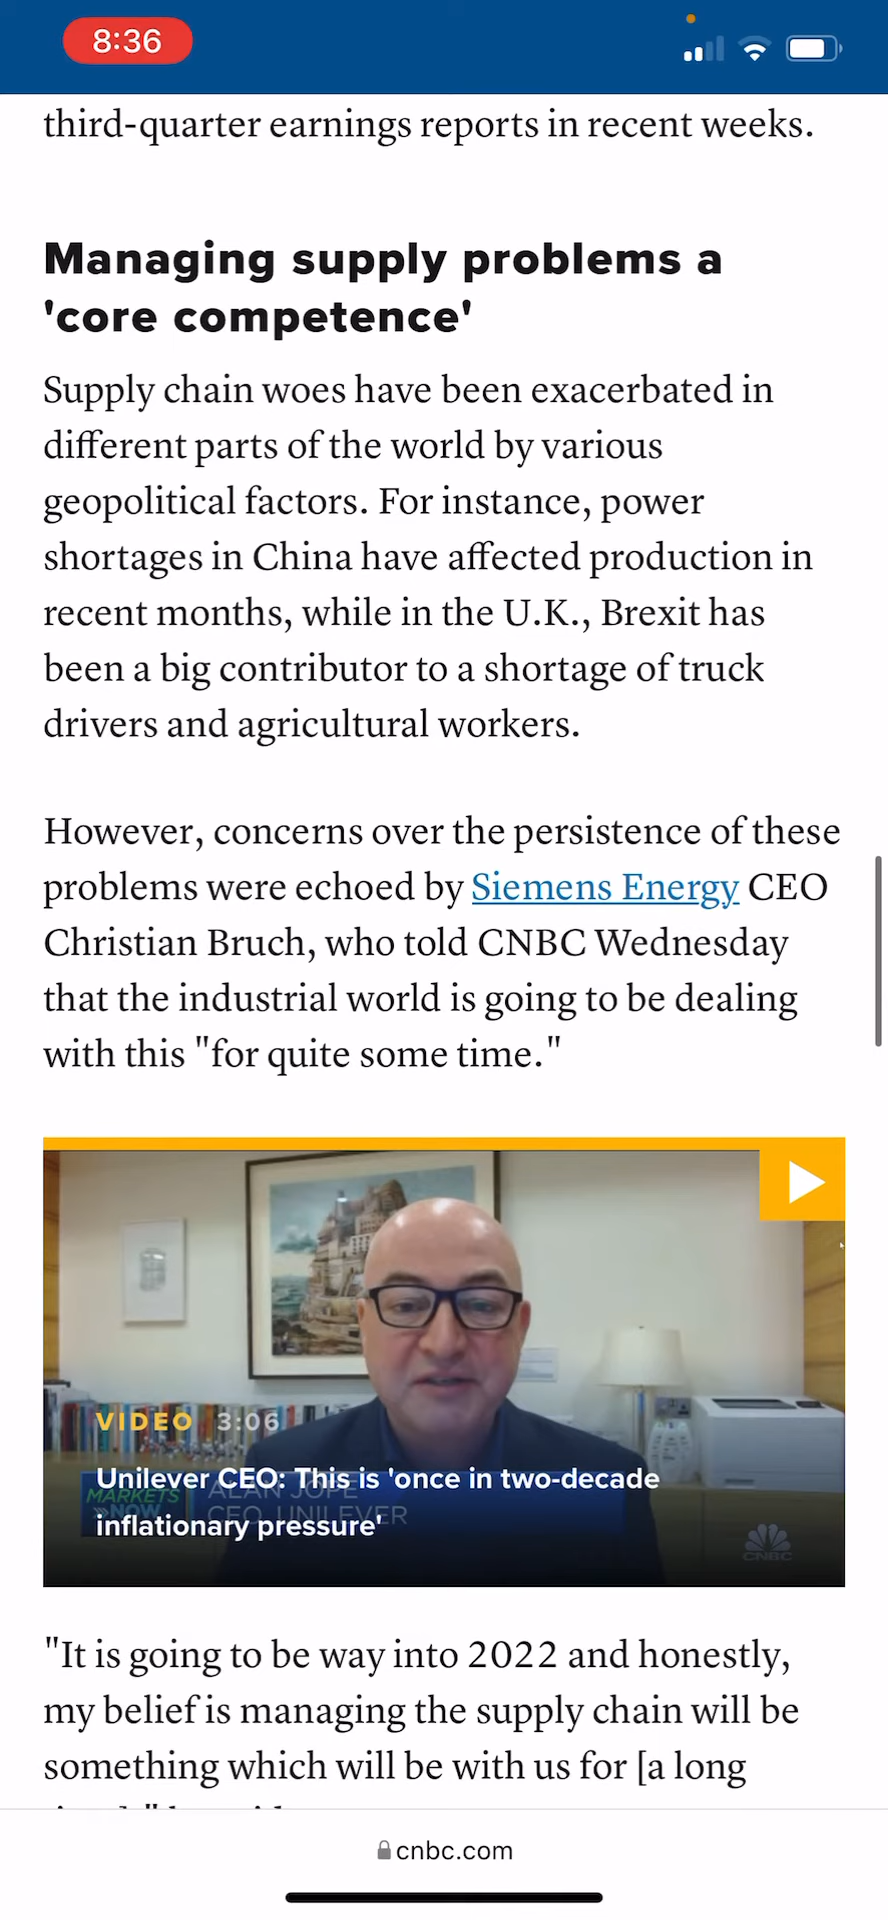 8:36
third-quarter earnings reports in recent weeks.
Managing supply problems a
'core competence'
Supply chain woes have been exacerbated in
different parts of the world by various
geopolitical factors. For instance, power
shortages in China have affected production in
recent months, while in the U.K., Brexit has
been a big contributor to a shortage of truck
drivers and agricultural workers.
However, concerns over the persistence of these
problems were echoed by Siemens Energy CEO
Christian Bruch, who told CNBC Wednesday
that the industrial world is going to be dealing
with this "for quite some time."
VIDEO 3:06
Unilever CEO: This is 'once in two-decade
inflationary pressure'
MARKETS
»NOW
ALAN JOPE
CEO, UNILEVER
CNBC
"It is going to be way into 2022 and honestly,
my belief is managing the supply chain will be
something which will be with us for [a long
cnbc.com